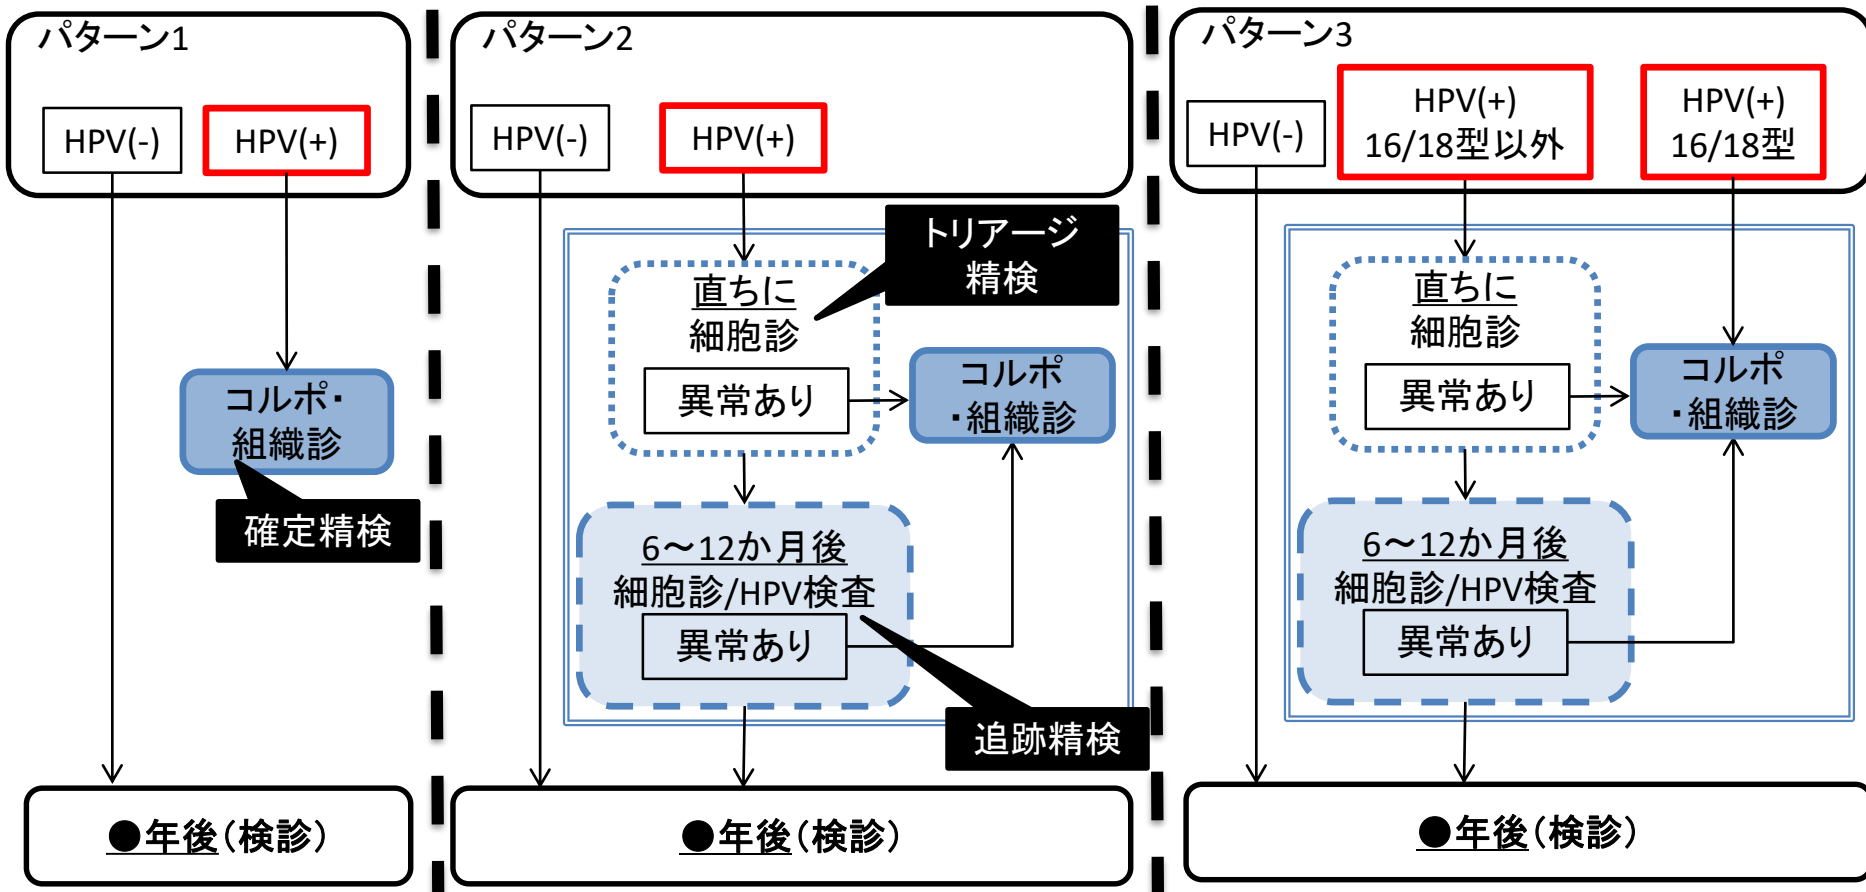 パターン1
HPV(-)
HPV(+)
コルポ・
組織診
確定精検
●年後(検診)
パターン2
HPV(-)
HPV(+)
トリアージ
精検
直ちに
細胞診
異常あり
コルポ
・組織診
6～12か月後
細胞診/HPV検査
異常あり
追跡精検
●年後(検診)
パターン3
HPV(-)
HPV(+)
16/18型以外
HPV(+)
16/18型
直ちに
細胞診
異常あり
コルポ
・組織診
6～12か月後
細胞診/HPV検査
異常あり
●年後(検診)